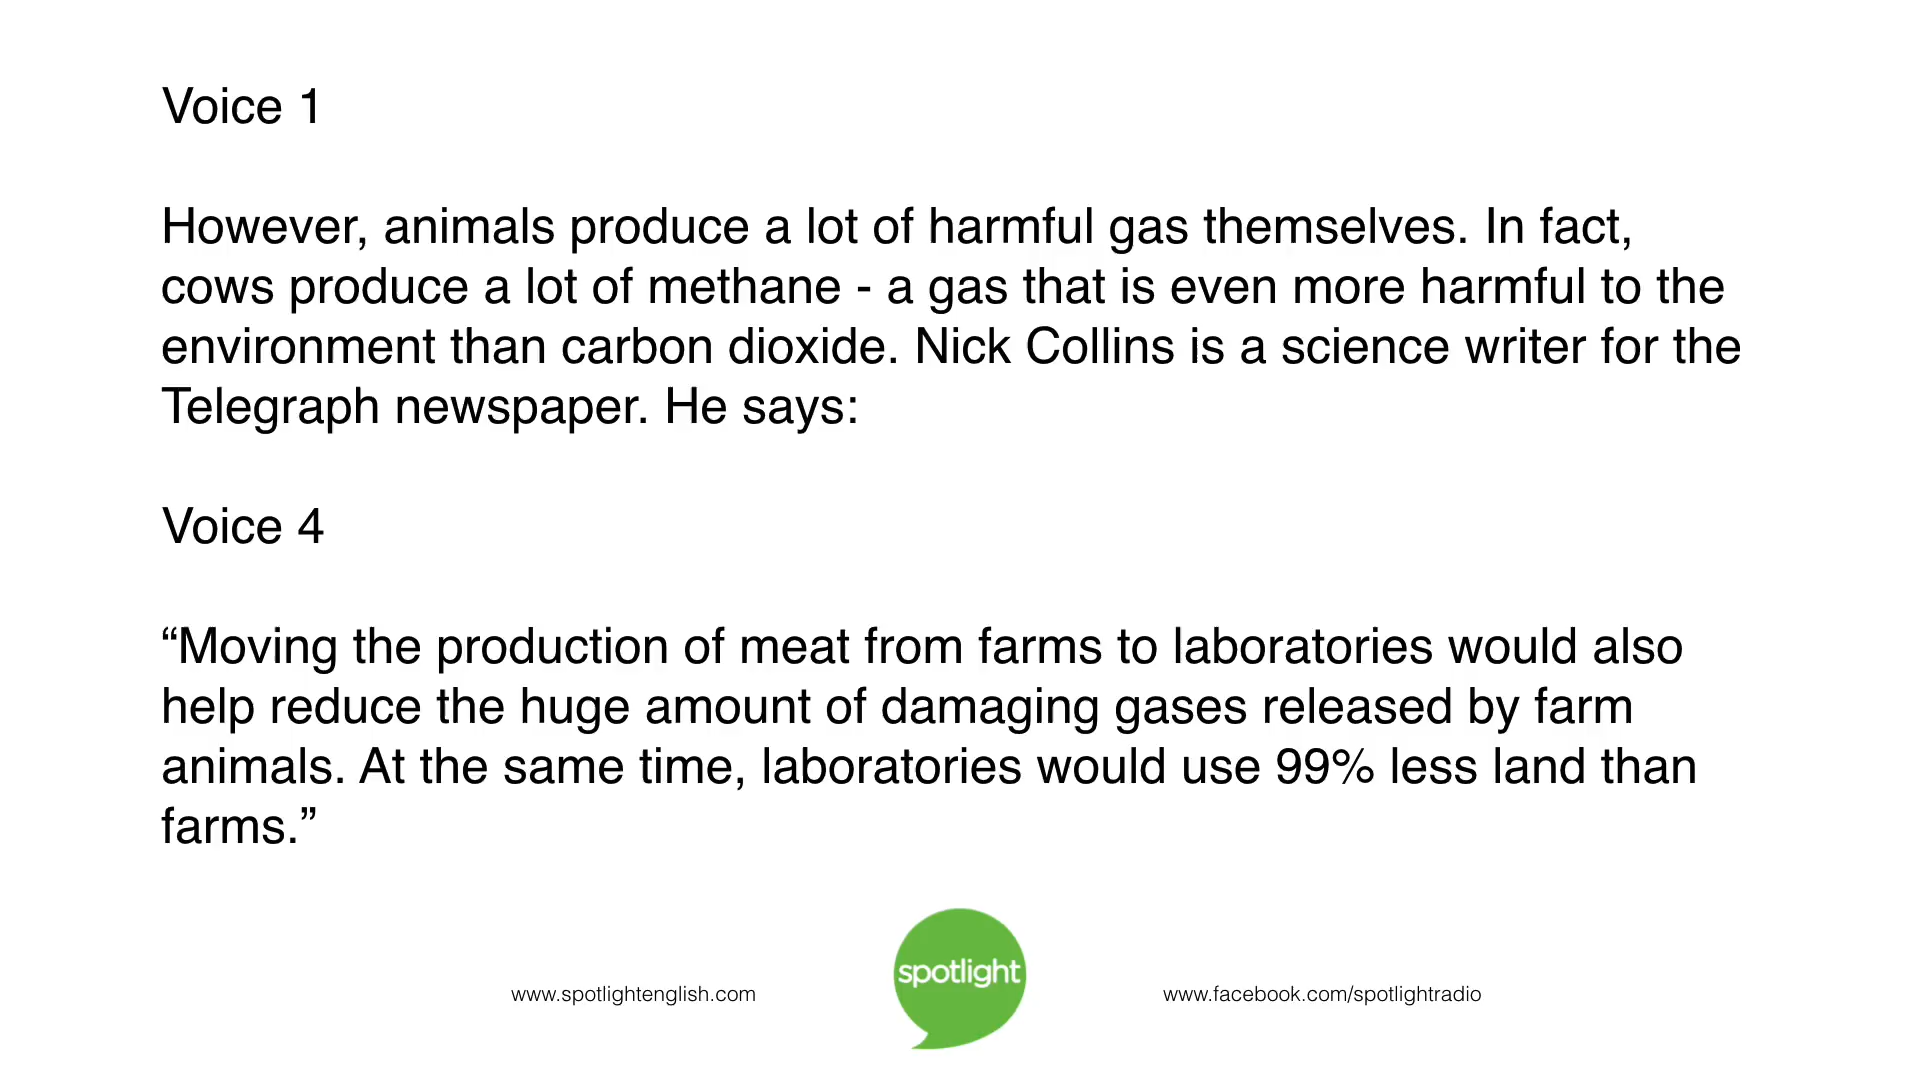 Voice 1
However, animals produce a lot of harmful gas themselves. In fact,
cows produce a lot of methane - a gas that is even more harmful to the
environment than carbon dioxide. Nick Collins is a science writer for the
Telegraph newspaper. He says:
Voice 4
“Moving the production of meat from farms to laboratories would also
help reduce the huge amount of damaging gases released by farm
animals. At the same time, laboratories would use 99% less land than
farms.”
www.spotlightenglish.com
spotlight
www.facebook.com/spotlightradio